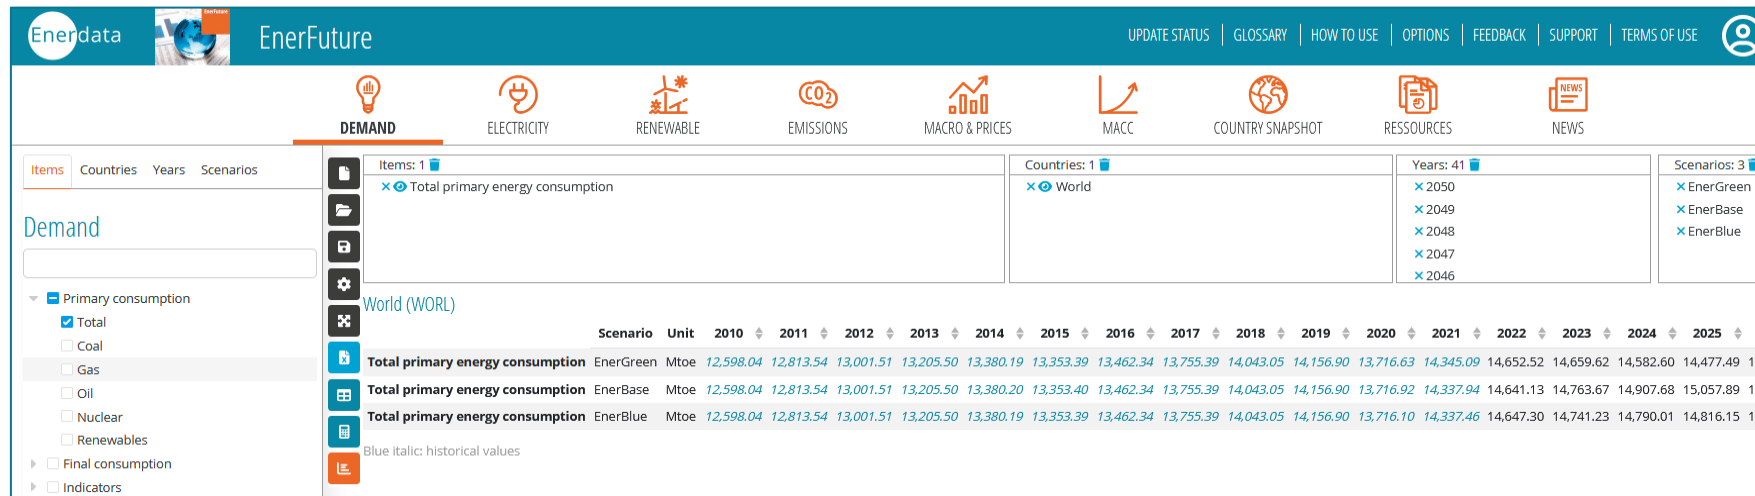 Enerdata EnerFuture EnerFuture UPDATE STATUS GLOSSARY HOW TO USE OPTIONS FEEDBACK SUPPORT TERMS OF USE
CO2 NEWS
DEMAND ELECTRICITY RENEWABLE EMISSIONS MACRO & PRICES MACC COUNTRY SNAPSHOT RESSOURCES NEWS
Items Countries Years Scenarios
Demand
Primary consumption
Total
Coal
Gas
Oil
Nuclear
Renewables
Final consumption
Indicators
Items: 1
Total primary energy consumption
Countries: 1
World
Years: 41
2050
2049
2048
2047
2046
Scenarios: 3
EnerGreen
EnerBase
EnerBlue
World (WORL)
Scenario Unit 2010 2011 2012 2013 2014 2015 2016 2017 2018 2019 2020 2021 2022 2023 2024 2025
Total primary energy consumption EnerGreen Mtoe 12,598.04 12,813.54 13,001.51 13,205.50 13,380.19 13,353.39 13,462.34 13,755.39 14,043.05 14,156.90 13,716.63 14,345.09 14,652.52 14,659.62 14,582.60 14,477.49 1
Total primary energy consumption EnerBase Mtoe 12,598.04 12,813.54 13,001.51 13,205.50 13,380.20 13,353.40 13,462.34 13,755.39 14,043.05 14,156.90 13,716.92 14,337.94 14,641.13 14,763.67 14,907.68 15,057.89 1
Total primary energy consumption EnerBlue Mtoe 12,598.04 12,813.54 13,001.51 13,205.50 13,380.19 13,353.39 13,462.34 13,755.39 14,043.05 14,156.90 13,716.10 14,337.46 14,647.30 14,741.23 14,790.01 14,816.15 1
Blue italic: historical values